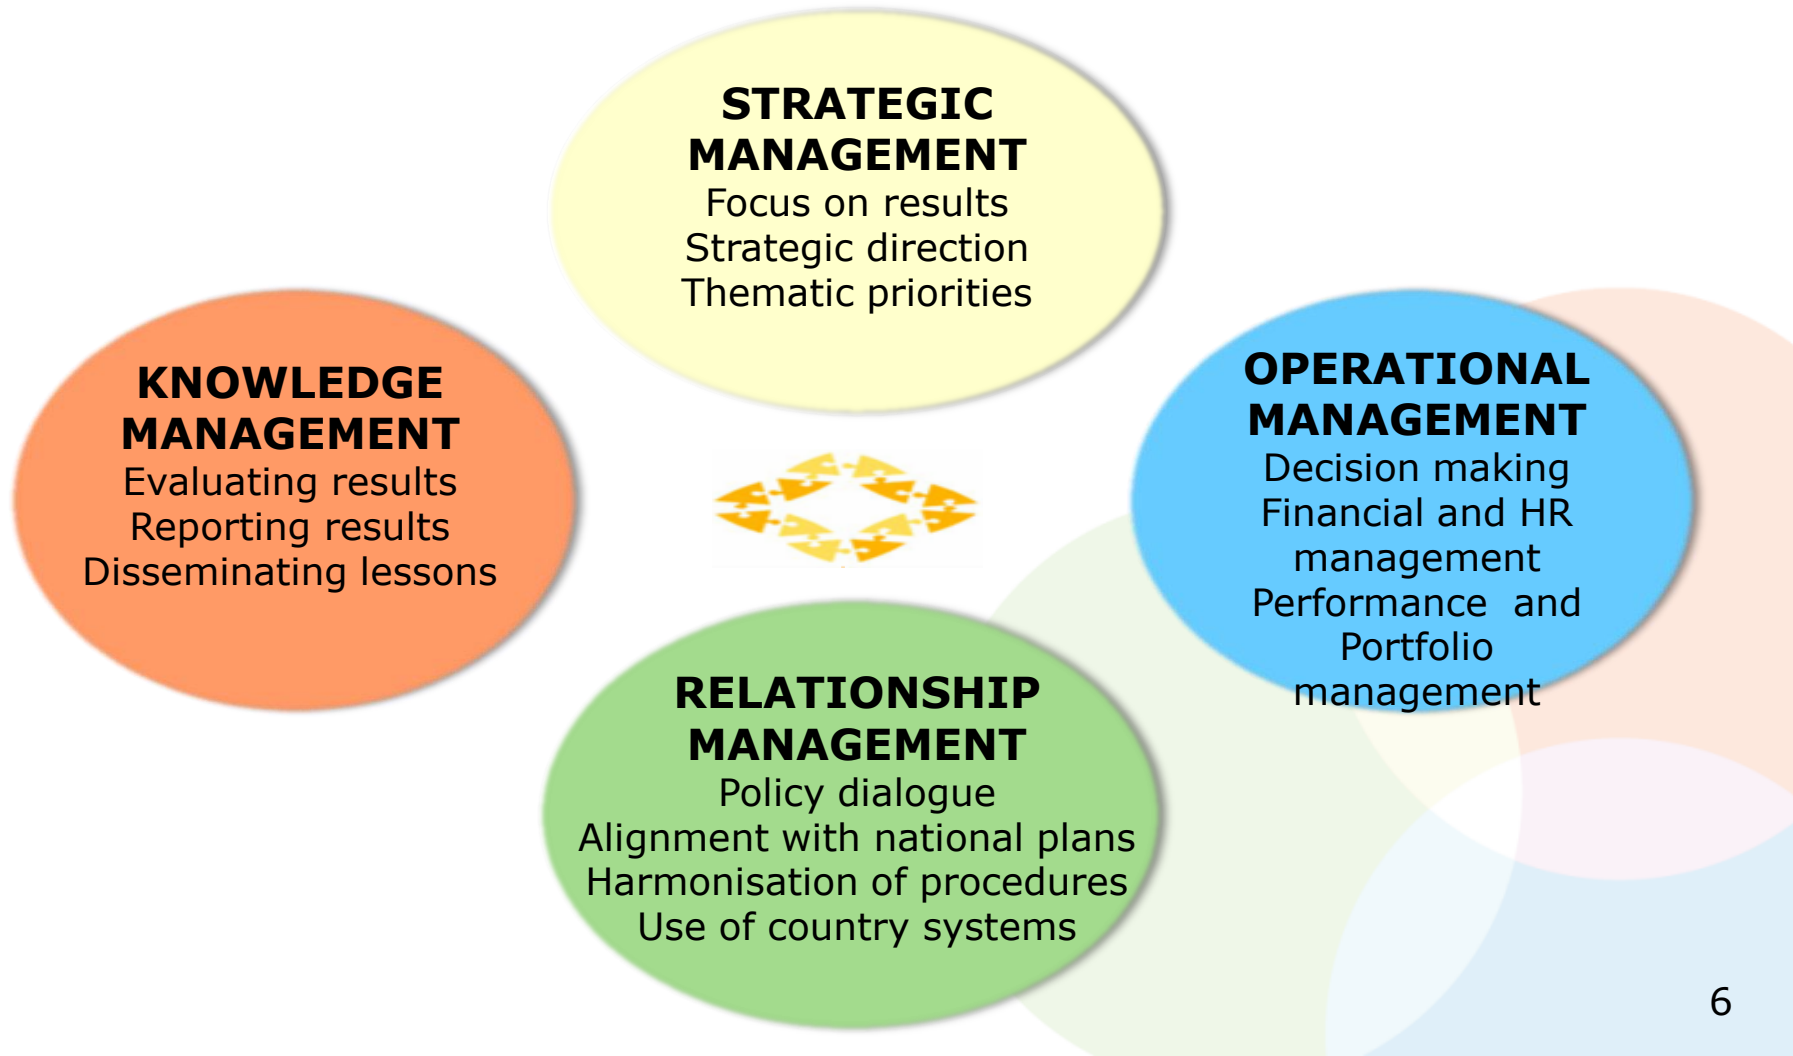 STRATEGIC
MANAGEMENT
Focus on results
Strategic direction
Thematic priorities
KNOWLEDGE
MANAGEMENT
Evaluating results
Reporting results
Disseminating lessons
OPERATIONAL
MANAGEMENT
Decision making
Financial and HR
management
Performance  and
Portfolio
management
RELATIONSHIP
MANAGEMENT
Policy dialogue
Alignment with national plans
Harmonisation of procedures
Use of country systems
6